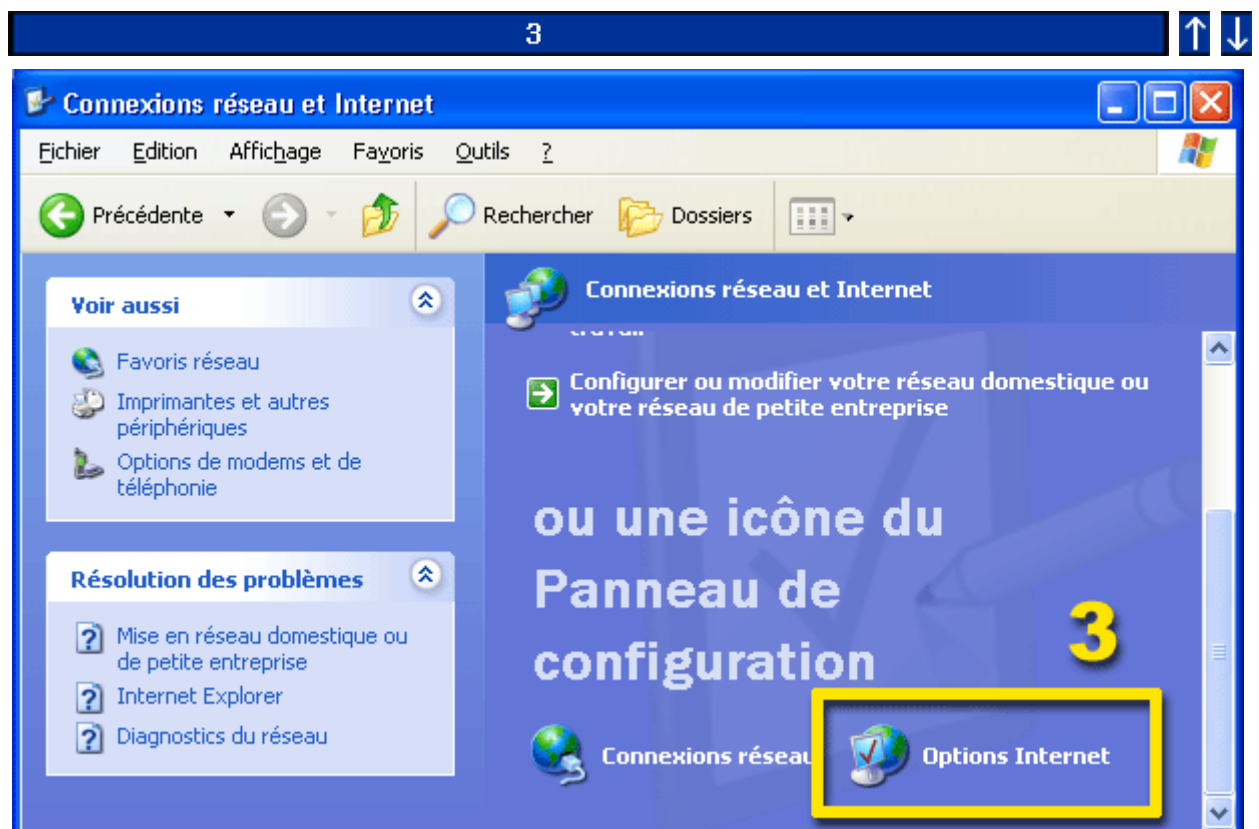 3
Connexions réseau et Internet
Fichier Edition Affichage Favoris Outils ?
Précédente Rechercher Dossiers
Voir aussi
Favoris réseau
Imprimantes et autres
périphériques
Options de modems et de
téléphonie
Résolution des problèmes
Mise en réseau domestique ou
de petite entreprise
Internet Explorer
Diagnostics du réseau
Connexions réseau et Internet
travail
Configurer ou modifier votre réseau domestique ou
votre réseau de petite entreprise
ou une icône du
Panneau de
configuration
3
Connexions réseau
Options Internet